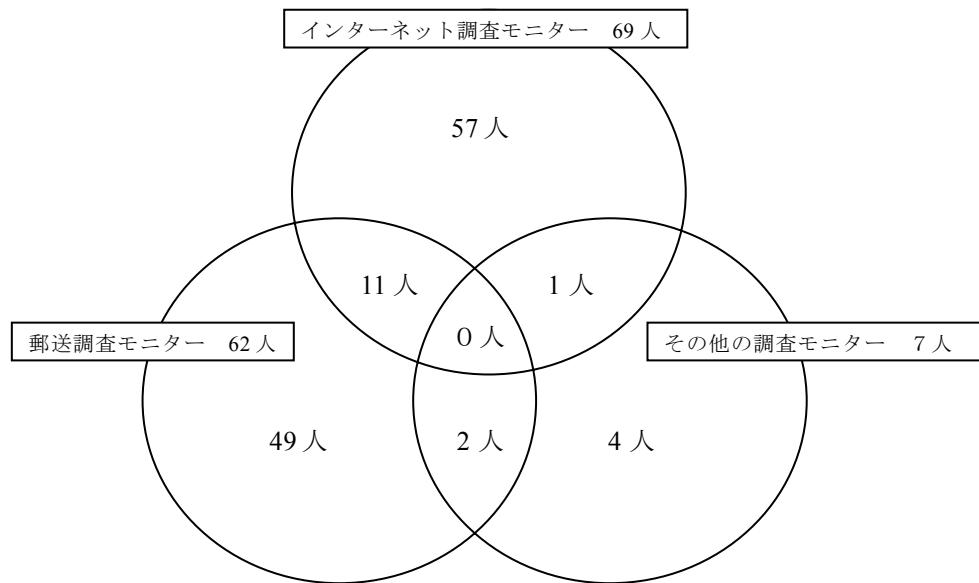 インターネット調査モニター　69 人
57 人
11 人
1 人
０ 人
郵送調査モニター　62 人
その他の調査モニター　７ 人
49 人
2 人
4 人